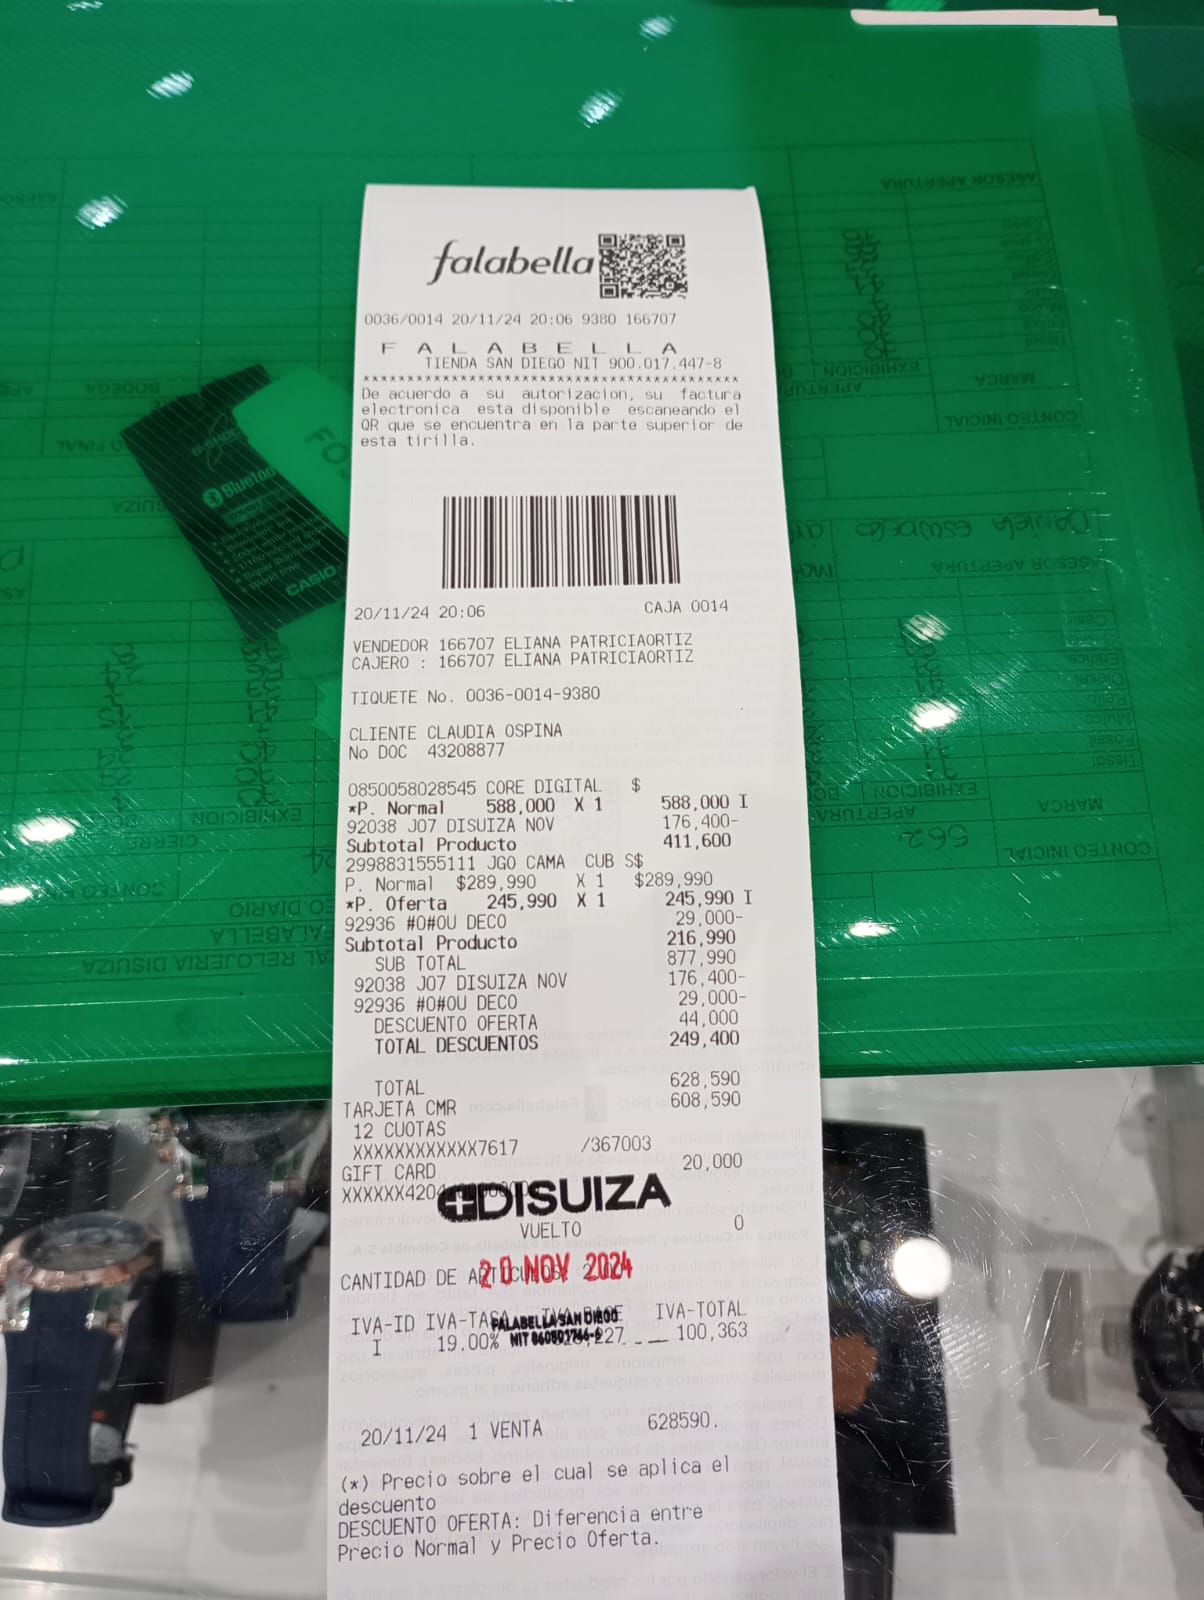 falabella
0036/0014 20/11/24 20:06 9380 166707
F A L A B E L L A
TIENDA SAN DIEGO NIT 900.017.447-8
****************************************
De acuerdo a su autorizacion, su factura
electronica esta disponible escaneando el
QR que se encuentra en la parte superior de
esta tirilla.
20/11/24 20:06 CAJA 0014
VENDEDOR 166707 ELIANA PATRICIAORTIZ
CAJERO : 166707 ELIANA PATRICIAORTIZ
TIQUETE No. 0036-0014-9380
CLIENTE CLAUDIA OSPINA
No DOC 43208877
0850058028545 CORE DIGITAL $
*P. Normal 588,000 X 1 588,000 I
92038 J07 DISUIZA NOV 176,400-
Subtotal Producto 411,600
2998831555111 JGO CAMA CUB S$
P. Normal $289,990 X 1 $289,990
*P. Oferta 245,990 X 1 245,990 I
92936 #0#0U DECO 29,000-
Subtotal Producto 216,990
SUB TOTAL 877,990
92038 J07 DISUIZA NOV 176,400-
92936 #0#0U DECO 29,000-
DESCUENTO OFERTA 44,000
TOTAL DESCUENTOS 249,400
TOTAL 628,590
TARJETA CMR 608,590
12 CUOTAS
XXXXXXXXXXXX7617 /367003
GIFT CARD 20,000
DISUIZA
VUELTO 0
CANTIDAD DE
20 NOV 2024
IVA-ID IVA-TASA IVA-BASE IVA-TOTAL
FALABELLA SAN DIEGO
I 19.00% 100,363
20/11/24 1 VENTA 628590.
(*) Precio sobre el cual se aplica el
descuento
DESCUENTO OFERTA: Diferencia entre
Precio Normal y Precio Oferta.
Bluetooth
CASIO